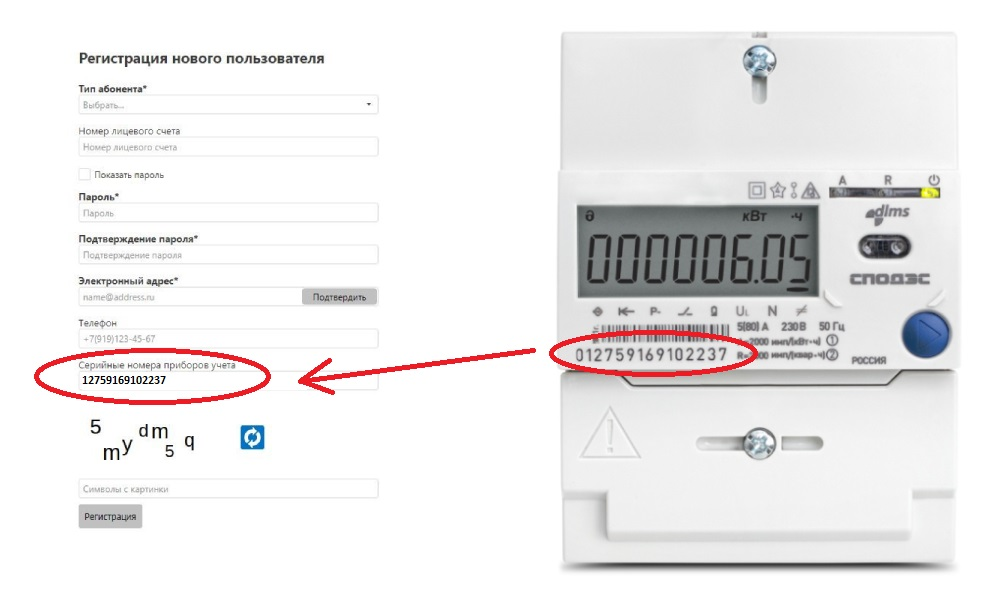 Регистрация нового пользователя
Тип абонента*
Выбрать...
Номер лицевого счета
Номер лицевого счета
Показать пароль
Пароль*
Пароль
Подтверждение пароля*
Подтверждение пароля
Электронный адрес*
name@address.ru Подтвердить
Телефон
+7(919)123-45-67
Серийные номера приборов учета
12759169102237
5 my dm 5 q
Символы с картинки
Регистрация
A R
dlms
кВт ·ч
000006.05
СПОДЭС
P- UL N
5(80) А 230 В 50 Гц
2000 имп/(кВт·ч) 1
012759169102237 R=2000 имп/(квар·ч) 2
РОССИЯ